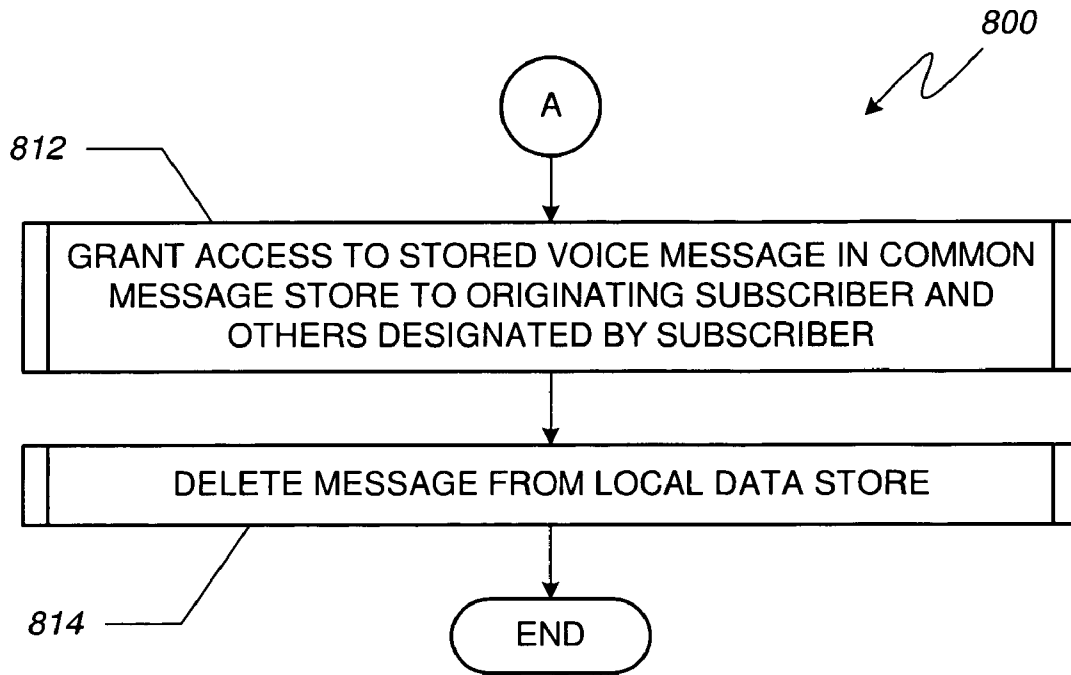 800
A
812
GRANT ACCESS TO STORED VOICE MESSAGE IN COMMON
MESSAGE STORE TO ORIGINATING SUBSCRIBER AND
OTHERS DESIGNATED BY SUBSCRIBER
DELETE MESSAGE FROM LOCAL DATA STORE
814
END